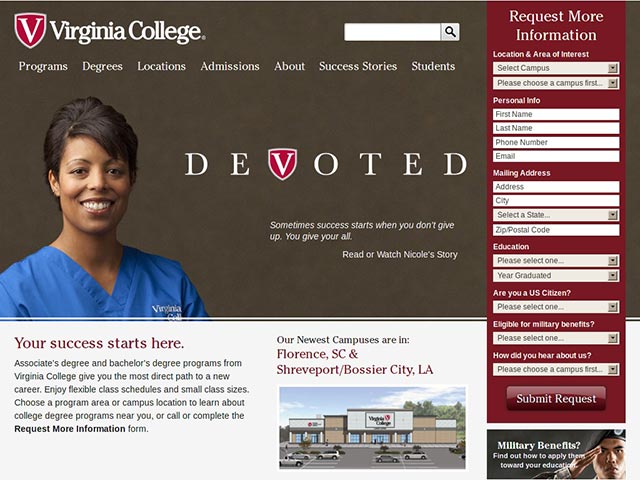 Virginia College®
Programs Degrees Locations Admissions About Success Stories Students
DEVOTED
Sometimes success starts when you don't give
up. You give your all.
Read or Watch Nicole's Story
Virginia
Coll
Your success starts here.
Associate's degree and bachelor's degree programs from
Virginia College give you the most direct path to a new
career. Enjoy flexible class schedules and small class sizes.
Choose a program area or campus location to learn about
college degree programs near you, or call or complete the
Request More Information form.
Our Newest Campuses are in:
Florence, SC &
Shreveport/Bossier City, LA
Virginia
College
Request More
Information
Location & Area of Interest
Select Campus
Please choose a campus first...
Personal Info
First Name
Last Name
Phone Number
Email
Mailing Address
Address
City
Select a State...
Zip/Postal Code
Education
Please select one...
Year Graduated
Are you a US Citizen?
Please select one...
Eligible for military benefits?
Please select one...
How did you hear about us?
Please choose a campus first...
Submit Request
Military Benefits?
Find out how to apply them
toward your education.